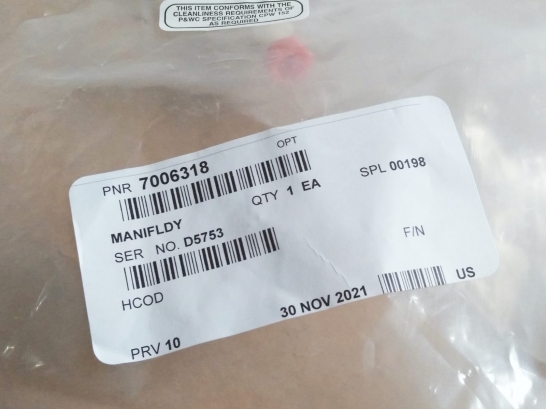 THIS ITEM CONFORMS WITH THE
CLEANLINESS REQUIREMENTS OF
P&WC SPECIFICATION CPW 152
AS REQUIRED
OPT
PNR 7006318
QTY 1 EA
SPL 00198
MANIFLDY
SER NO. D5753
F/N
HCOD
30 NOV 2021
US
PRV 10